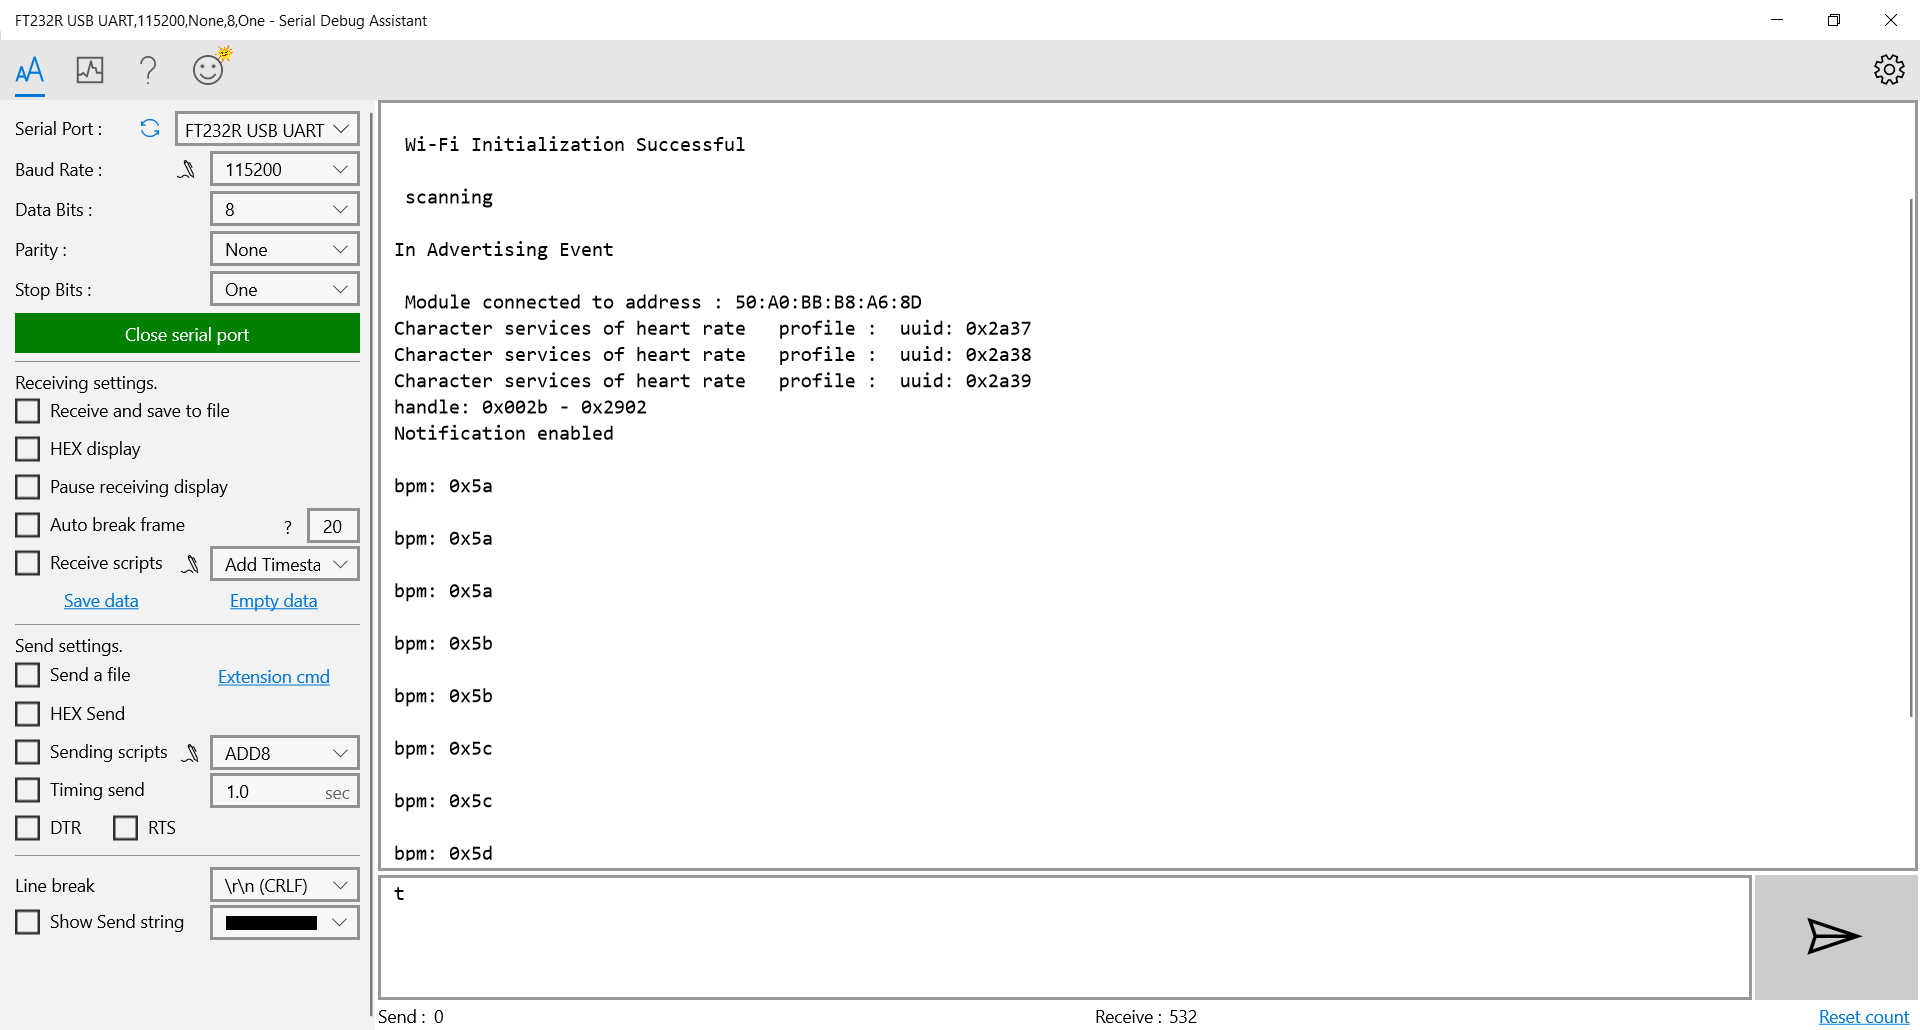 FT232R USB UART,115200,None,8,One - Serial Debug Assistant
Serial Port :
FT232R USB UART
Baud Rate :
115200
Data Bits :
8
Parity :
None
Stop Bits :
One
Close serial port
Receiving settings.
Receive and save to file
HEX display
Pause receiving display
Auto break frame ? 20
Receive scripts
Add Timesta
Save data
Empty data
Send settings.
Send a file
Extension cmd
HEX Send
Sending scripts
ADD8
Timing send
1.0 sec
DTR
RTS
Line break
\r\n (CRLF)
Show Send string
Wi-Fi Initialization Successful
scanning
In Advertising Event
Module connected to address : 50:A0:BB:B8:A6:8D
Character services of heart rate   profile :  uuid: 0x2a37
Character services of heart rate   profile :  uuid: 0x2a38
Character services of heart rate   profile :  uuid: 0x2a39
handle: 0x002b - 0x2902
Notification enabled
bpm: 0x5a
bpm: 0x5a
bpm: 0x5a
bpm: 0x5b
bpm: 0x5b
bpm: 0x5c
bpm: 0x5c
bpm: 0x5d
t
Send : 0
Receive : 532
Reset count